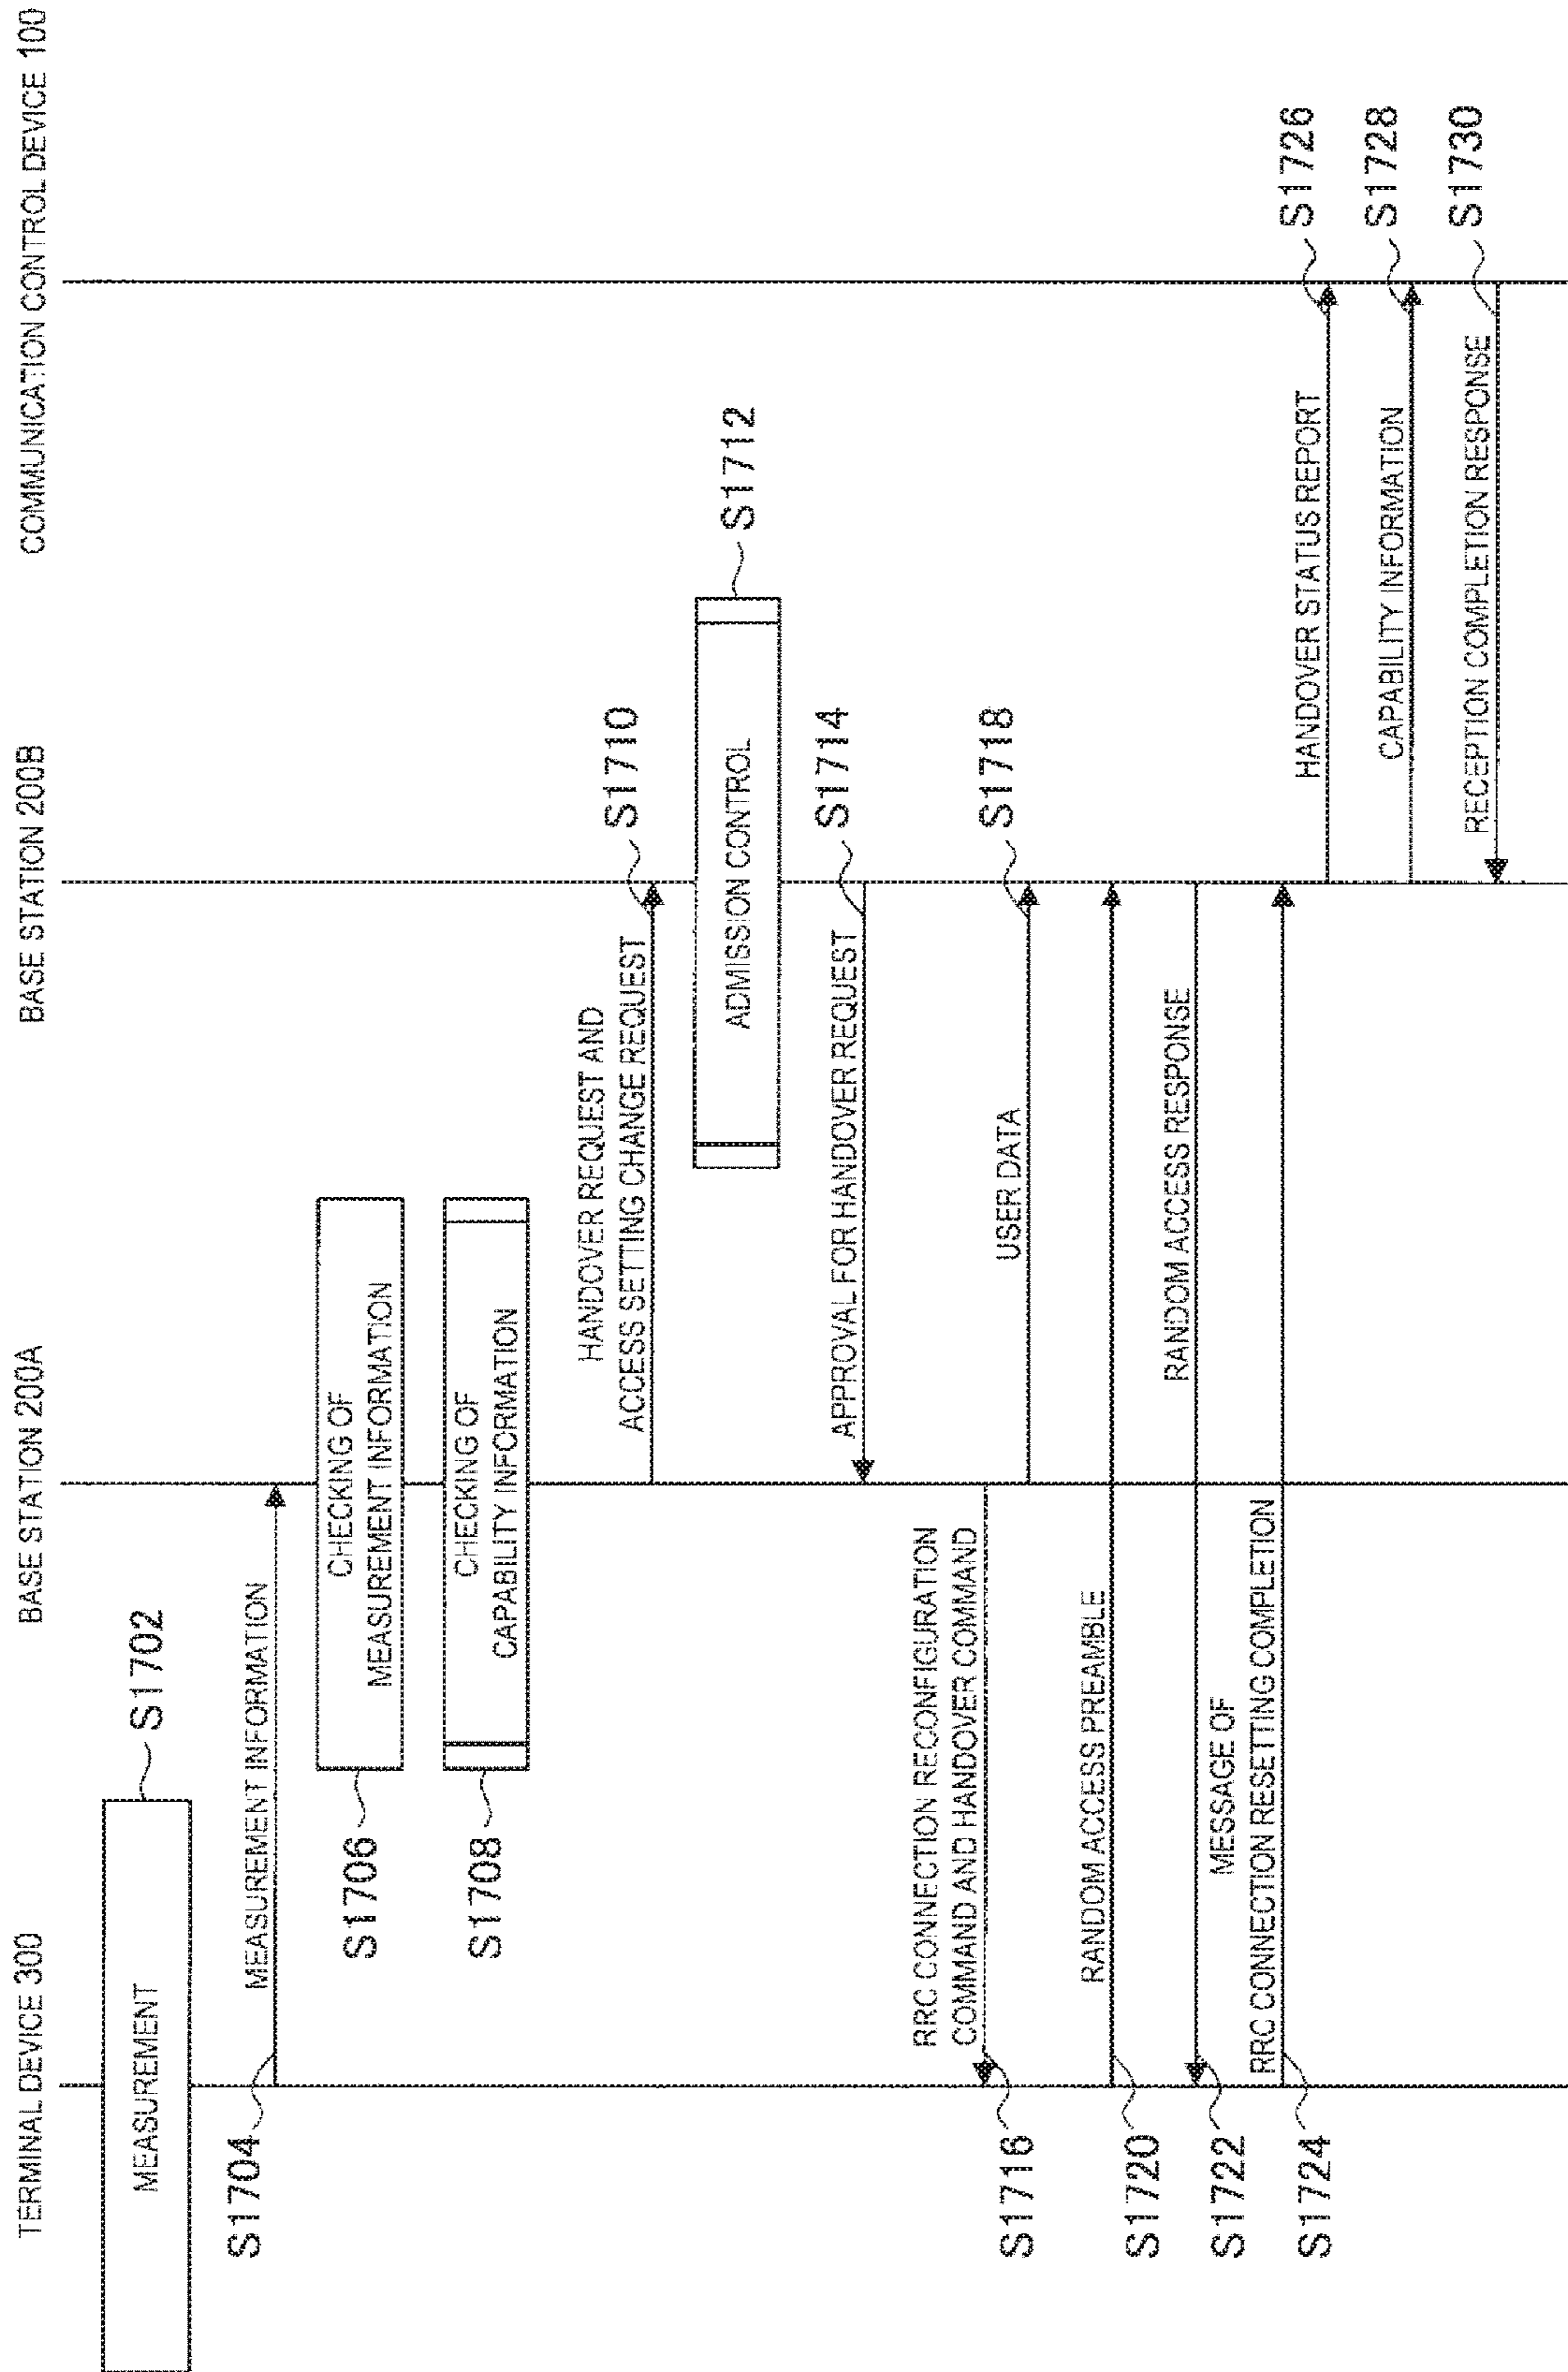 TERMINAL DEVICE 300
BASE STATION 200A
BASE STATION 200B
COMMUNICATION CONTROL DEVICE 100
MEASUREMENT
S1702
S1704
MEASUREMENT INFORMATION
S1706
CHECKING OF
MEASUREMENT INFORMATION
S1708
CHECKING OF
CAPABILITY INFORMATION
HANDOVER REQUEST AND
ACCESS SETTING CHANGE REQUEST
S1710
ADMISSION CONTROL
S1712
APPROVAL FOR HANDOVER REQUEST
S1714
S1716
RRC CONNECTION RECONFIGURATION
COMMAND AND HANDOVER COMMAND
USER DATA
S1718
S1720
RANDOM ACCESS PREAMBLE
S1722
RANDOM ACCESS RESPONSE
S1724
MESSAGE OF
RRC CONNECTION RESETTING COMPLETION
HANDOVER STATUS REPORT
S1726
CAPABILITY INFORMATION
S1728
RECEPTION COMPLETION RESPONSE
S1730